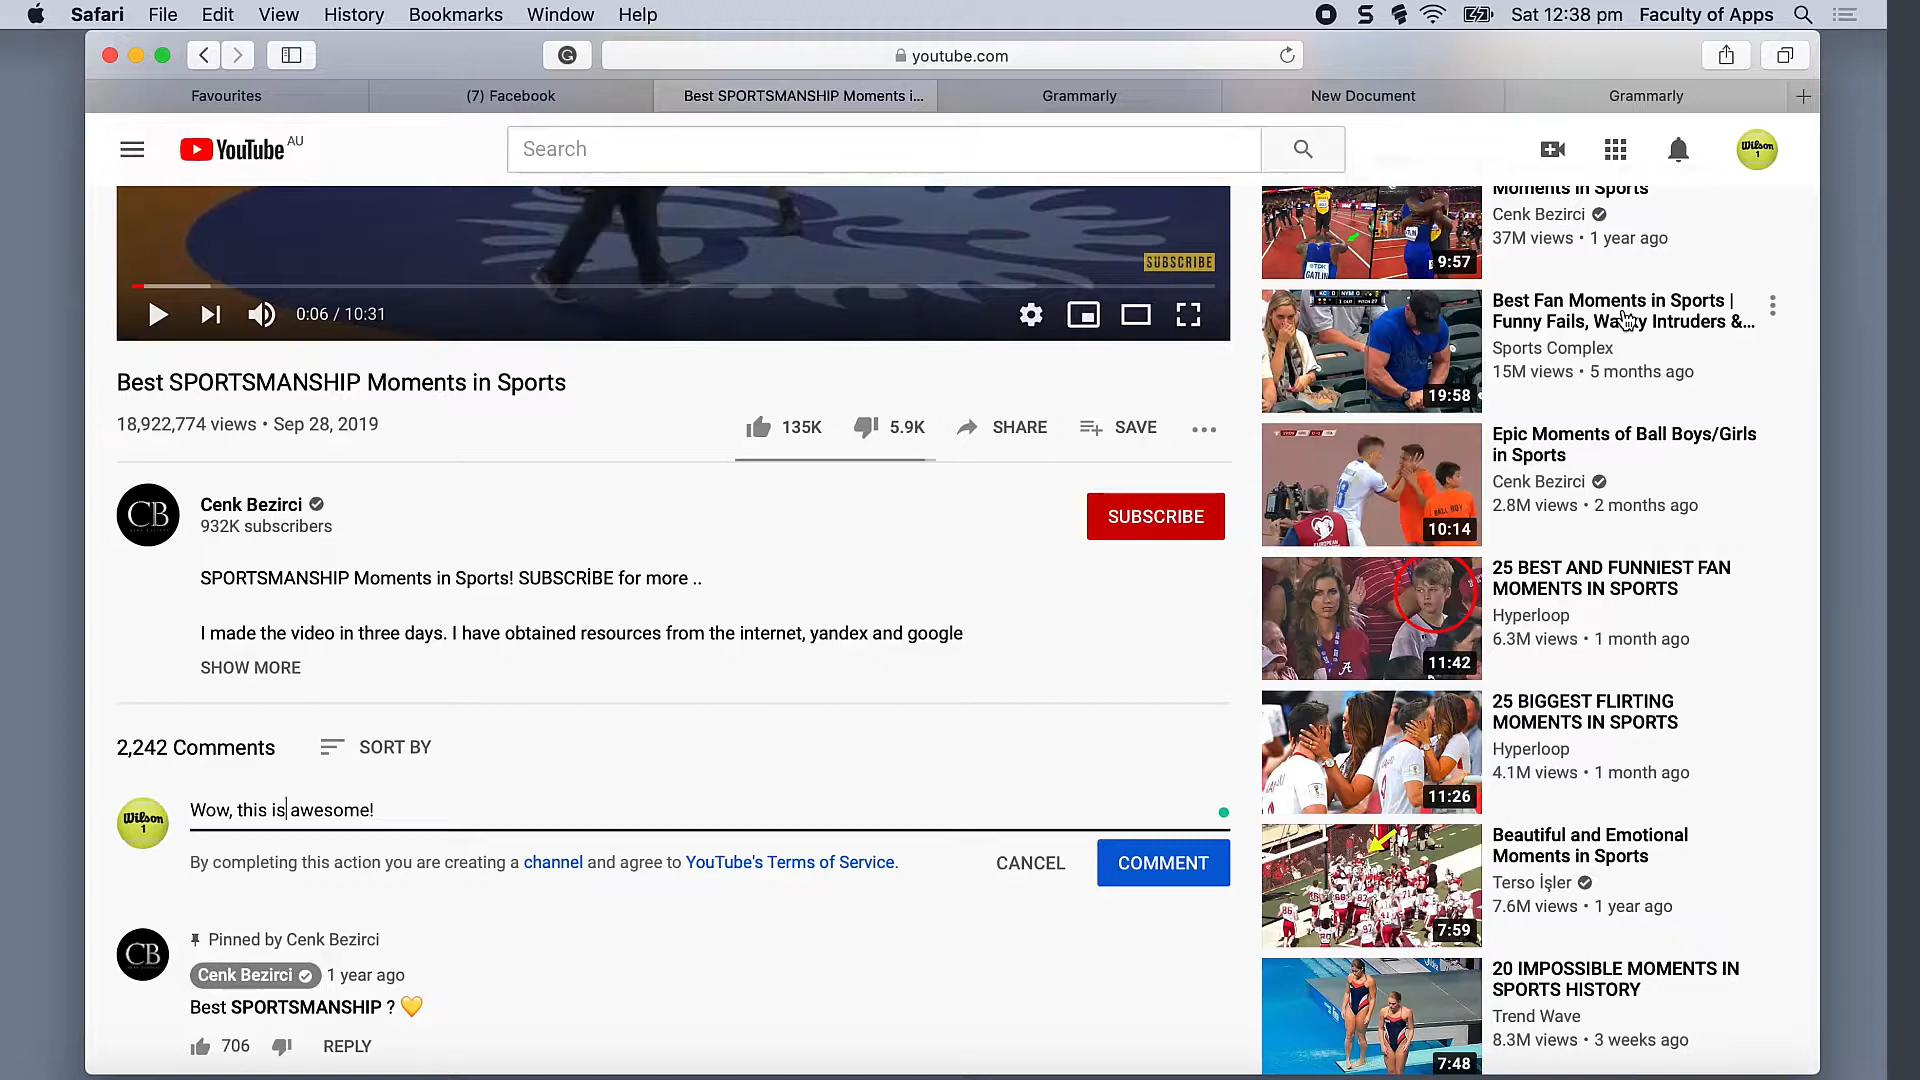 Safari File Edit View History Bookmarks Window Help
Sat 12:38 pm Faculty of Apps
youtube.com
Favourites
(7) Facebook
Best SPORTSMANSHIP Moments i...
Grammarly
New Document
Grammarly
YouTube AU
Search
Wilson
1
SUBSCRIBE
0:06 / 10:31
Best SPORTSMANSHIP Moments in Sports
18,922,774 views • Sep 28, 2019
135K 5.9K SHARE SAVE
CB
Cenk Bezirci
932K subscribers
SUBSCRIBE
SPORTSMANSHIP Moments in Sports! SUBSCRİBE for more ..
I made the video in three days. I have obtained resources from the internet, yandex and google
SHOW MORE
2,242 Comments SORT BY
Wilson
1
Wow, this is awesome!
By completing this action you are creating a channel and agree to YouTube's Terms of Service.
CANCEL COMMENT
CB
Pinned by Cenk Bezirci
Cenk Bezirci 1 year ago
Best SPORTSMANSHIP ? 💛
706 REPLY
Moments in Sports
Cenk Bezirci
37M views • 1 year ago
GATLIN
9:57
Best Fan Moments in Sports |
Funny Fails, Wacky Intruders &...
Sports Complex
15M views • 5 months ago
19:58
Epic Moments of Ball Boys/Girls
in Sports
Cenk Bezirci
2.8M views • 2 months ago
BALL BOY
10:14
25 BEST AND FUNNIEST FAN
MOMENTS IN SPORTS
Hyperloop
6.3M views • 1 month ago
11:42
25 BIGGEST FLIRTING
MOMENTS IN SPORTS
Hyperloop
4.1M views • 1 month ago
11:26
Beautiful and Emotional
Moments in Sports
Terso İşler
7.6M views • 1 year ago
7:59
20 IMPOSSIBLE MOMENTS IN
SPORTS HISTORY
Trend Wave
8.3M views • 3 weeks ago
7:48